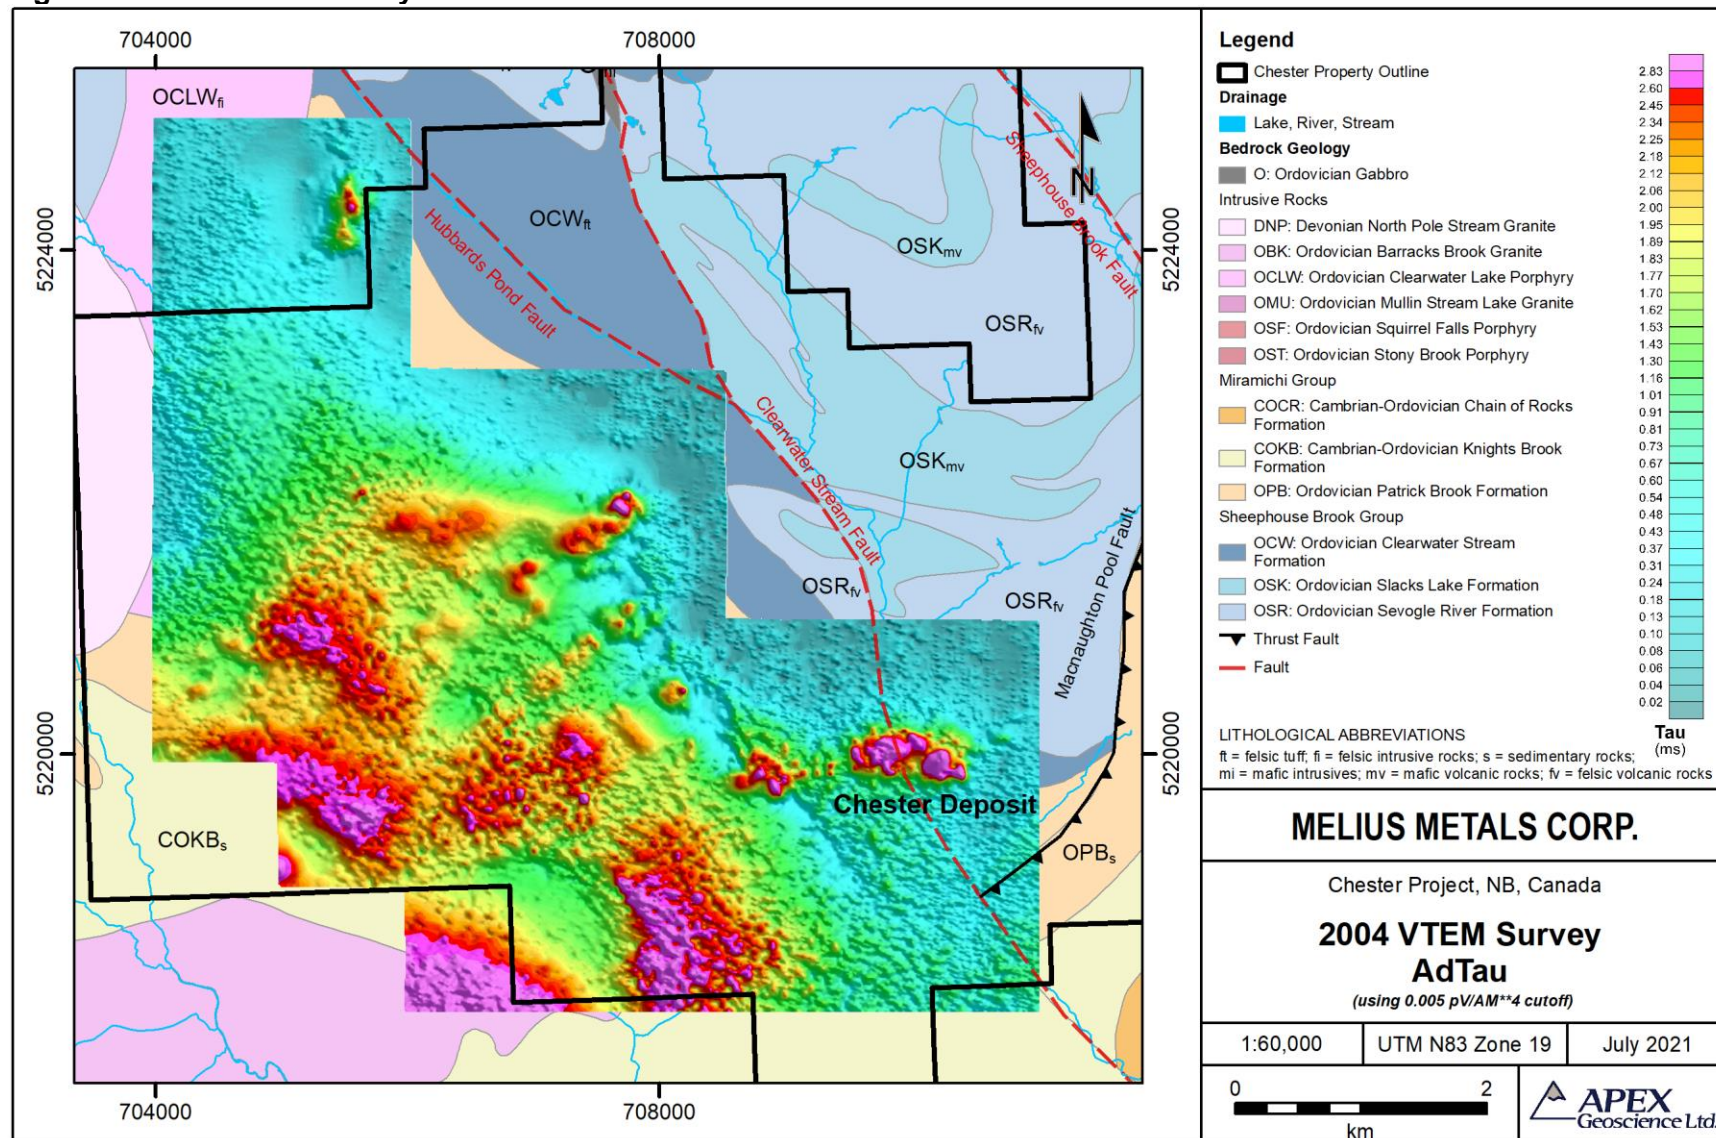 704000
708000
5224000
5220000
5224000
5220000
704000
708000
OCLWfi
OCWft
OSKmv
OSRfv
OSKmv
OSRfv
OSRfv
COKBs
OPBs
Hubbards Pond Fault
Clearwater Stream Fault
Sheephouse Brook Fault
Macnaughton Pool Fault
Chester Deposit
N
Legend
Chester Property Outline
Drainage
Lake, River, Stream
Bedrock Geology
O: Ordovician Gabbro
Intrusive Rocks
DNP: Devonian North Pole Stream Granite
OBK: Ordovician Barracks Brook Granite
OCLW: Ordovician Clearwater Lake Porphyry
OMU: Ordovician Mullin Stream Lake Granite
OSF: Ordovician Squirrel Falls Porphyry
OST: Ordovician Stony Brook Porphyry
Miramichi Group
COCR: Cambrian-Ordovician Chain of Rocks
Formation
COKB: Cambrian-Ordovician Knights Brook
Formation
OPB: Ordovician Patrick Brook Formation
Sheephouse Brook Group
OCW: Ordovician Clearwater Stream
Formation
OSK: Ordovician Slacks Lake Formation
OSR: Ordovician Sevogle River Formation
Thrust Fault
Fault
2.83
2.60
2.45
2.34
2.25
2.18
2.12
2.06
2.00
1.95
1.89
1.83
1.77
1.70
1.62
1.53
1.43
1.30
1.16
1.01
0.91
0.81
0.73
0.67
0.60
0.54
0.48
0.43
0.37
0.31
0.24
0.18
0.13
0.10
0.08
0.06
0.04
0.02
Tau
(ms)
LITHOLOGICAL ABBREVIATIONS
ft = felsic tuff; fi = felsic intrusive rocks; s = sedimentary rocks;
mi = mafic intrusives; mv = mafic volcanic rocks; fv = felsic volcanic rocks
MELIUS METALS CORP.
Chester Project, NB, Canada
2004 VTEM Survey
AdTau
(using 0.005 pV/AM**4 cutoff)
1:60,000
UTM N83 Zone 19
July 2021
0
2
km
APEX
Geoscience Ltd.